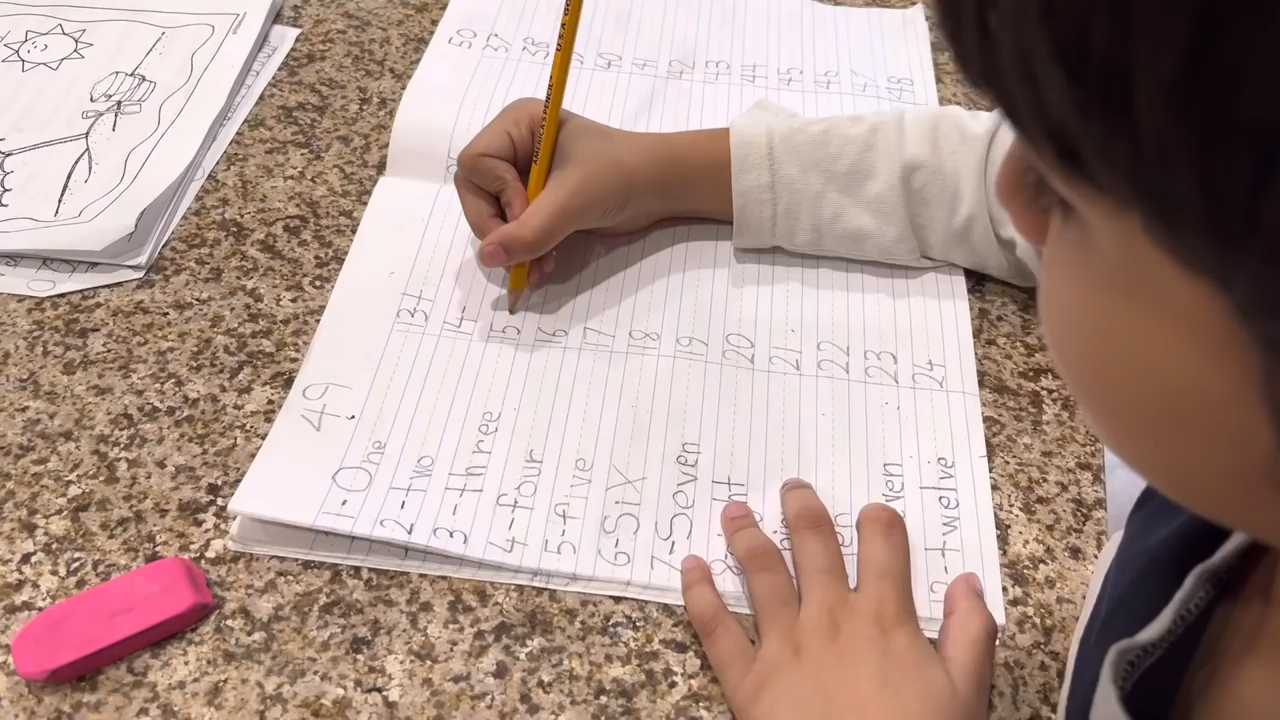 49
1-One
2-two
3-three
4-four
5-five
6-Six
7-Seven
2-twelve
13+
14-
15
16
17
18
19
20
21
22
23
24
50
37
38
40
41
42
43
44
45
46
47
48
AMERICA'S PENCIL
U.S.A.